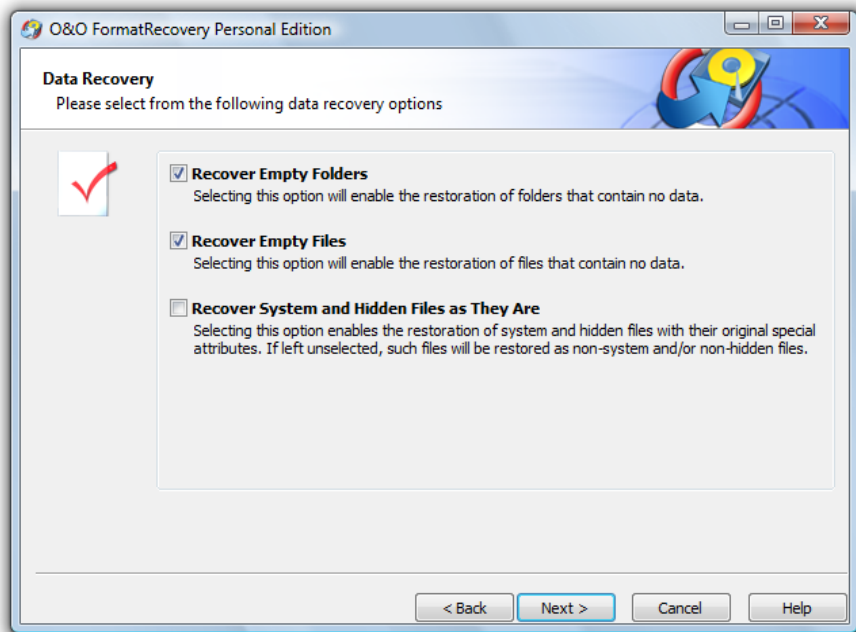 O&O FormatRecovery Personal Edition
Data Recovery
Please select from the following data recovery options
Recover Empty Folders
Selecting this option will enable the restoration of folders that contain no data.
Recover Empty Files
Selecting this option will enable the restoration of files that contain no data.
Recover System and Hidden Files as They Are
Selecting this option enables the restoration of system and hidden files with their original special
attributes. If left unselected, such files will be restored as non-system and/or non-hidden files.
< Back Next > Cancel Help